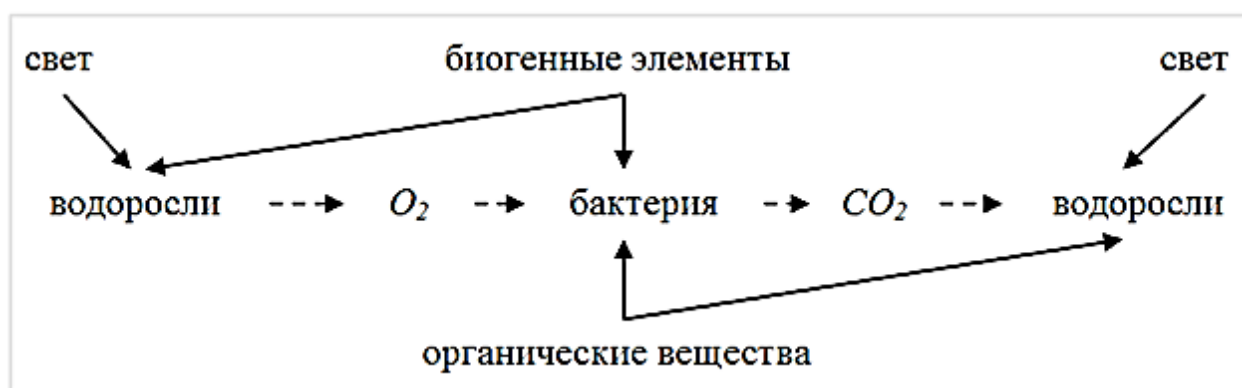 свет биогенные элементы свет
водоросли O₂ бактерия CO₂ водоросли
органические вещества